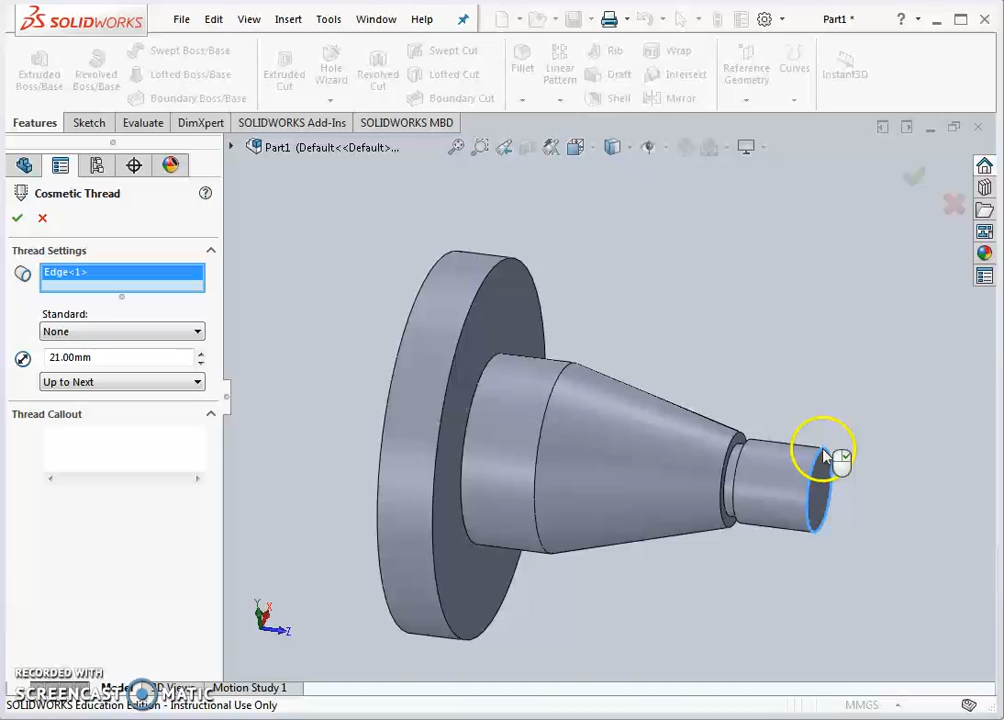 SOLIDWORKS File Edit View Insert Tools Window Help Part1 * ?
Extruded Boss/Base
Revolved Boss/Base
Swept Boss/Base
Lofted Boss/Base
Boundary Boss/Base
Extruded Cut
Hole Wizard
Revolved Cut
Swept Cut
Lofted Cut
Boundary Cut
Fillet
Linear Pattern
Rib
Draft
Shell
Wrap
Intersect
Mirror
Reference Geometry
Curves
Instant3D
Features Sketch Evaluate DimXpert SOLIDWORKS Add-Ins SOLIDWORKS MBD
Part1 (Default<<Default>...
Cosmetic Thread ?
Thread Settings
Edge<1>
Standard:
None
21.00mm
Up to Next
Thread Callout
Y
X
Z
RECORDED WITH
SCREENCAST MATIC
Model 3D Views Motion Study 1
SOLIDWORKS Education Edition - Instructional Use Only MMGS